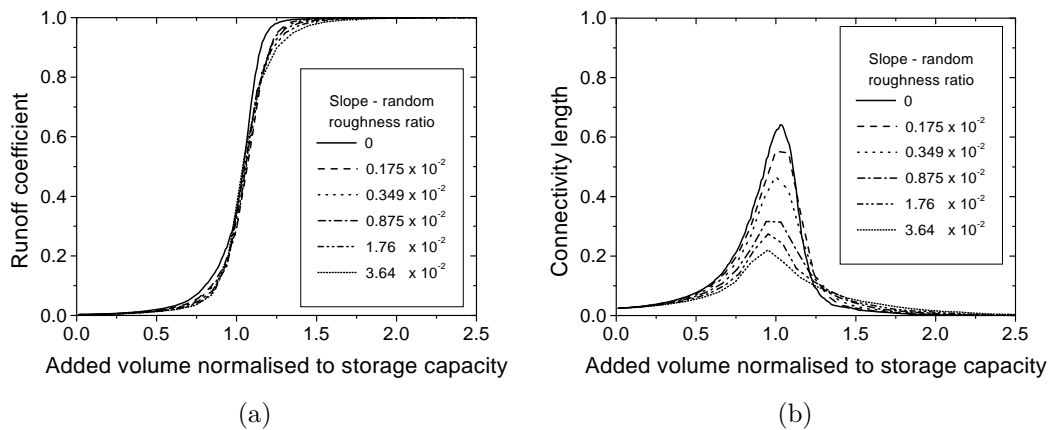 1.0
0.8
0.6
0.4
0.2
0.0
Runoff coefficient
Slope - random
roughness ratio
0
0.175 x 10⁻²
0.349 x 10⁻²
0.875 x 10⁻²
1.76 x 10⁻²
3.64 x 10⁻²
0.0 0.5 1.0 1.5 2.0 2.5
Added volume normalised to storage capacity
(a)
1.0
0.8
0.6
0.4
0.2
0.0
Connectivity length
Slope - random
roughness ratio
0
0.175 x 10⁻²
0.349 x 10⁻²
0.875 x 10⁻²
1.76 x 10⁻²
3.64 x 10⁻²
0.0 0.5 1.0 1.5 2.0 2.5
Added volume normalised to storage capacity
(b)